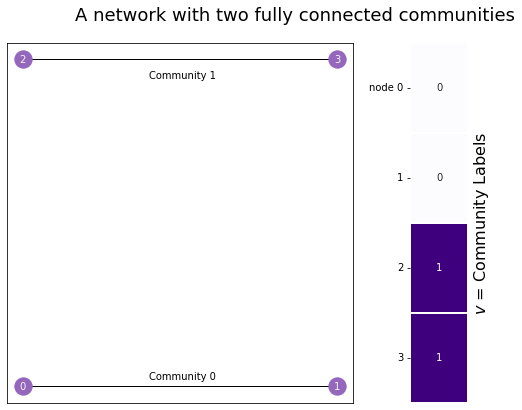 A network with two fully connected communities
2
3
Community 1
Community 0
0
1
node 0
0
1
0
2
1
3
1
v = Community Labels